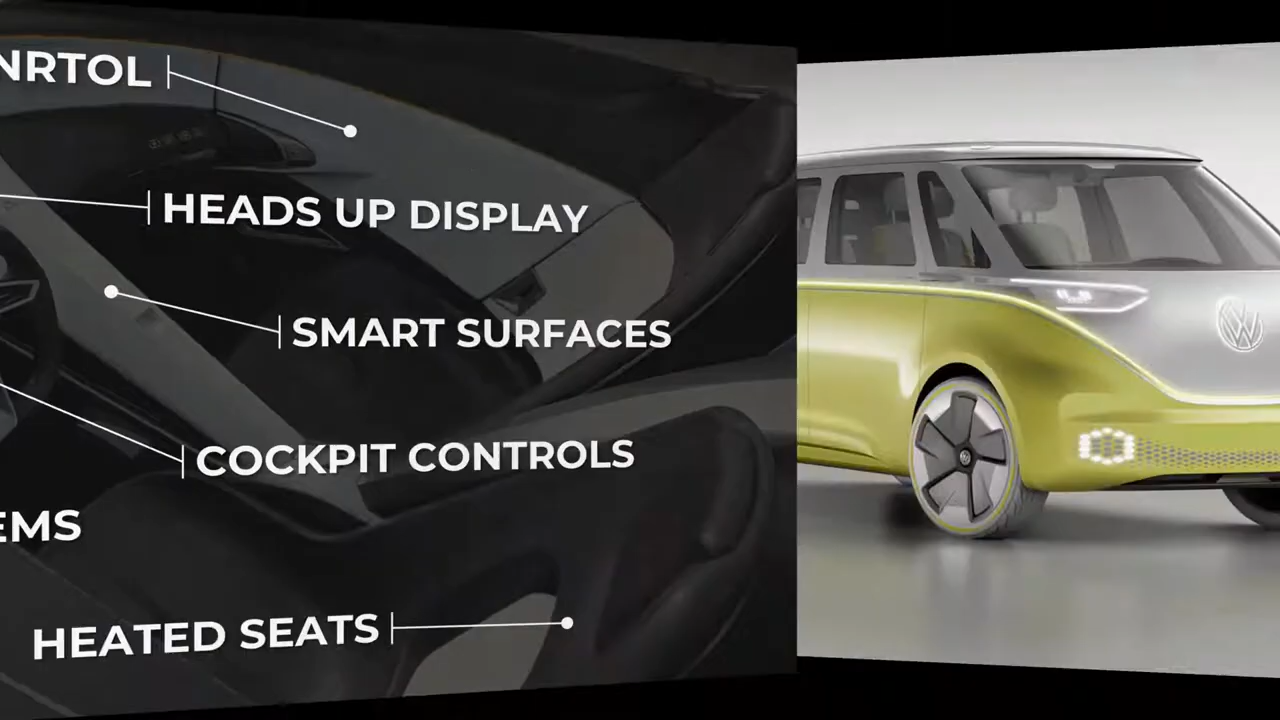 NRTOL
HEADS UP DISPLAY
SMART SURFACES
COCKPIT CONTROLS
EMS
HEATED SEATS